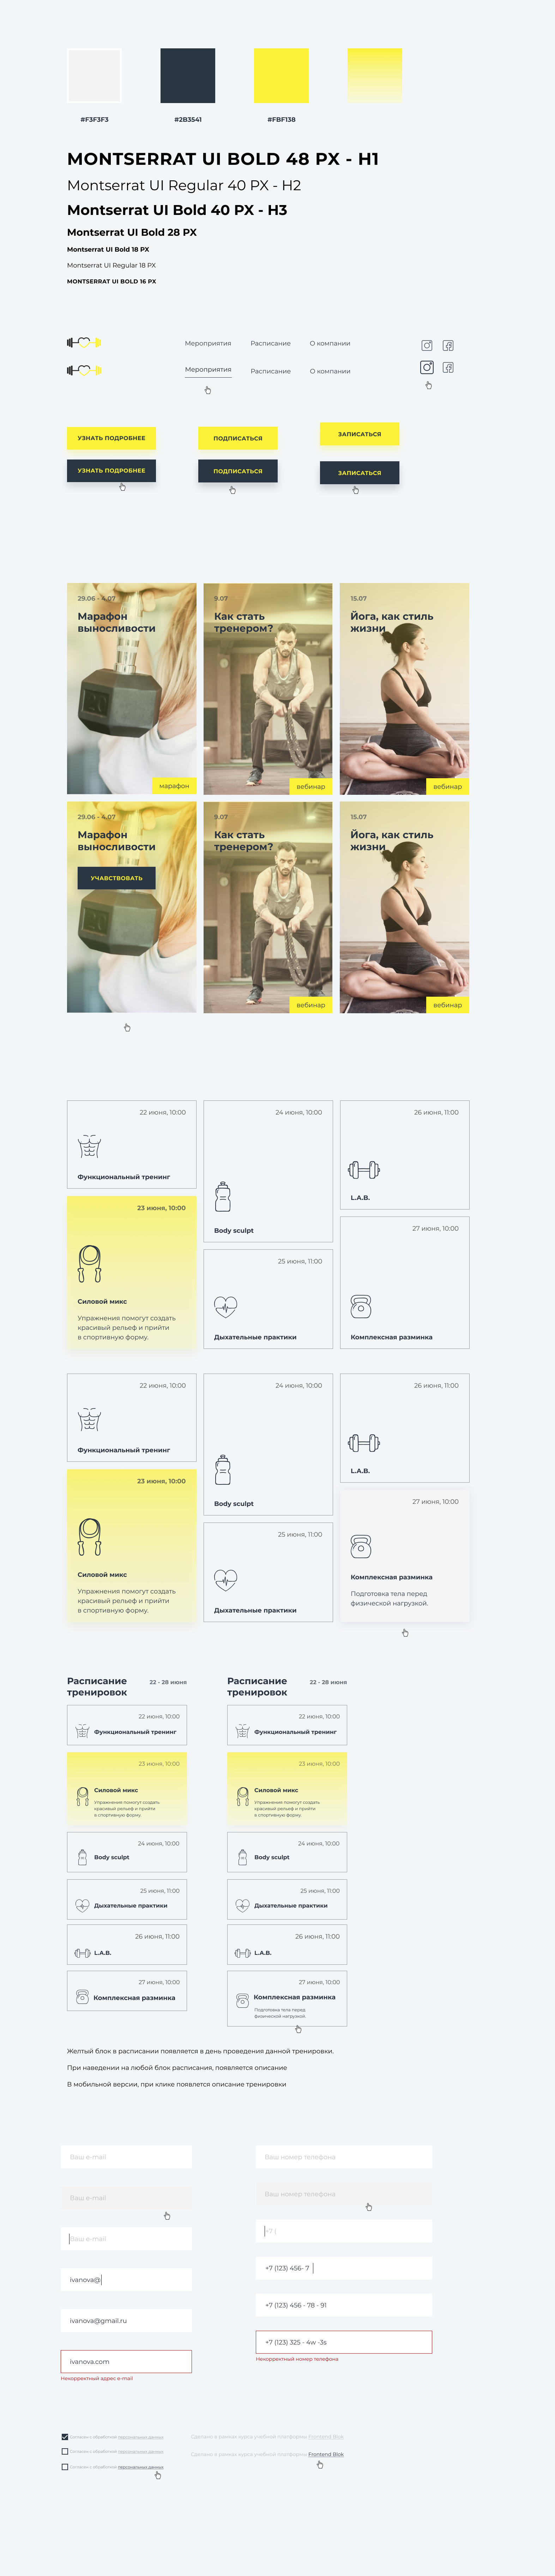 #F3F3F3
#2B3541
#FBF138
MONTSERRAT UI BOLD 48 PX - H1
Montserrat UI Regular 40 PX - H2
Montserrat UI Bold 40 PX - H3
Montserrat UI Bold 28 PX
Montserrat UI Bold 18 PX
Montserrat UI Regular 18 PX
MONTSERRAT UI BOLD 16 PX
Мероприятия Расписание О компании
Мероприятия Расписание О компании
УЗНАТЬ ПОДРОБНЕЕ ПОДПИСАТЬСЯ ЗАПИСАТЬСЯ
УЗНАТЬ ПОДРОБНЕЕ ПОДПИСАТЬСЯ ЗАПИСАТЬСЯ
29.06 - 4.07
Марафон
выносливости
марафон
9.07
Как стать
тренером?
вебинар
15.07
Йога, как стиль
жизни
вебинар
29.06 - 4.07
Марафон
выносливости
УЧАВСТВОВАТЬ
9.07
Как стать
тренером?
вебинар
15.07
Йога, как стиль
жизни
вебинар
22 июня, 10:00
Функциональный тренинг
23 июня, 10:00
Силовой микс
Упражнения помогут создать
красивый рельеф и прийти
в спортивную форму.
24 июня, 10:00
Body sculpt
25 июня, 11:00
Дыхательные практики
26 июня, 11:00
L.A.B.
27 июня, 10:00
Комплексная разминка
22 июня, 10:00
Функциональный тренинг
23 июня, 10:00
Силовой микс
Упражнения помогут создать
красивый рельеф и прийти
в спортивную форму.
24 июня, 10:00
Body sculpt
25 июня, 11:00
Дыхательные практики
26 июня, 11:00
L.A.B.
27 июня, 10:00
Комплексная разминка
Подготовка тела перед
физической нагрузкой.
Расписание
тренировок
22 - 28 июня
22 июня, 10:00
Функциональный тренинг
23 июня, 10:00
Силовой микс
Упражнения помогут создать
красивый рельеф и прийти
в спортивную форму.
24 июня, 10:00
Body sculpt
25 июня, 11:00
Дыхательные практики
26 июня, 11:00
L.A.B.
27 июня, 10:00
Комплексная разминка
Расписание
тренировок
22 - 28 июня
22 июня, 10:00
Функциональный тренинг
23 июня, 10:00
Силовой микс
Упражнения помогут создать
красивый рельеф и прийти
в спортивную форму.
24 июня, 10:00
Body sculpt
25 июня, 11:00
Дыхательные практики
26 июня, 11:00
L.A.B.
27 июня, 10:00
Комплексная разминка
Подготовка тела перед
физической нагрузкой.
Желтый блок в расписании появляется в день проведения данной тренировки.
При наведении на любой блок расписания, появляется описание
В мобильной версии, при клике появлется описание тренировки
Ваш e-mail
Ваш e-mail
Ваш e-mail
ivanova@
ivanova@gmail.ru
ivanova.com
Некорректный адрес e-mail
Ваш номер телефона
Ваш номер телефона
+7 (
+7 (123) 456- 7
+7 (123) 456 - 78 - 91
+7 (123) 325 - 4w -3s
Некорректный номер телефона
Согласен с обработкой персональных данных
Согласен с обработкой персональных данных
Согласен с обработкой персональных данных
Сделано в рамках курса учебной платформы Frontend Blok
Сделано в рамках курса учебной платформы Frontend Blok